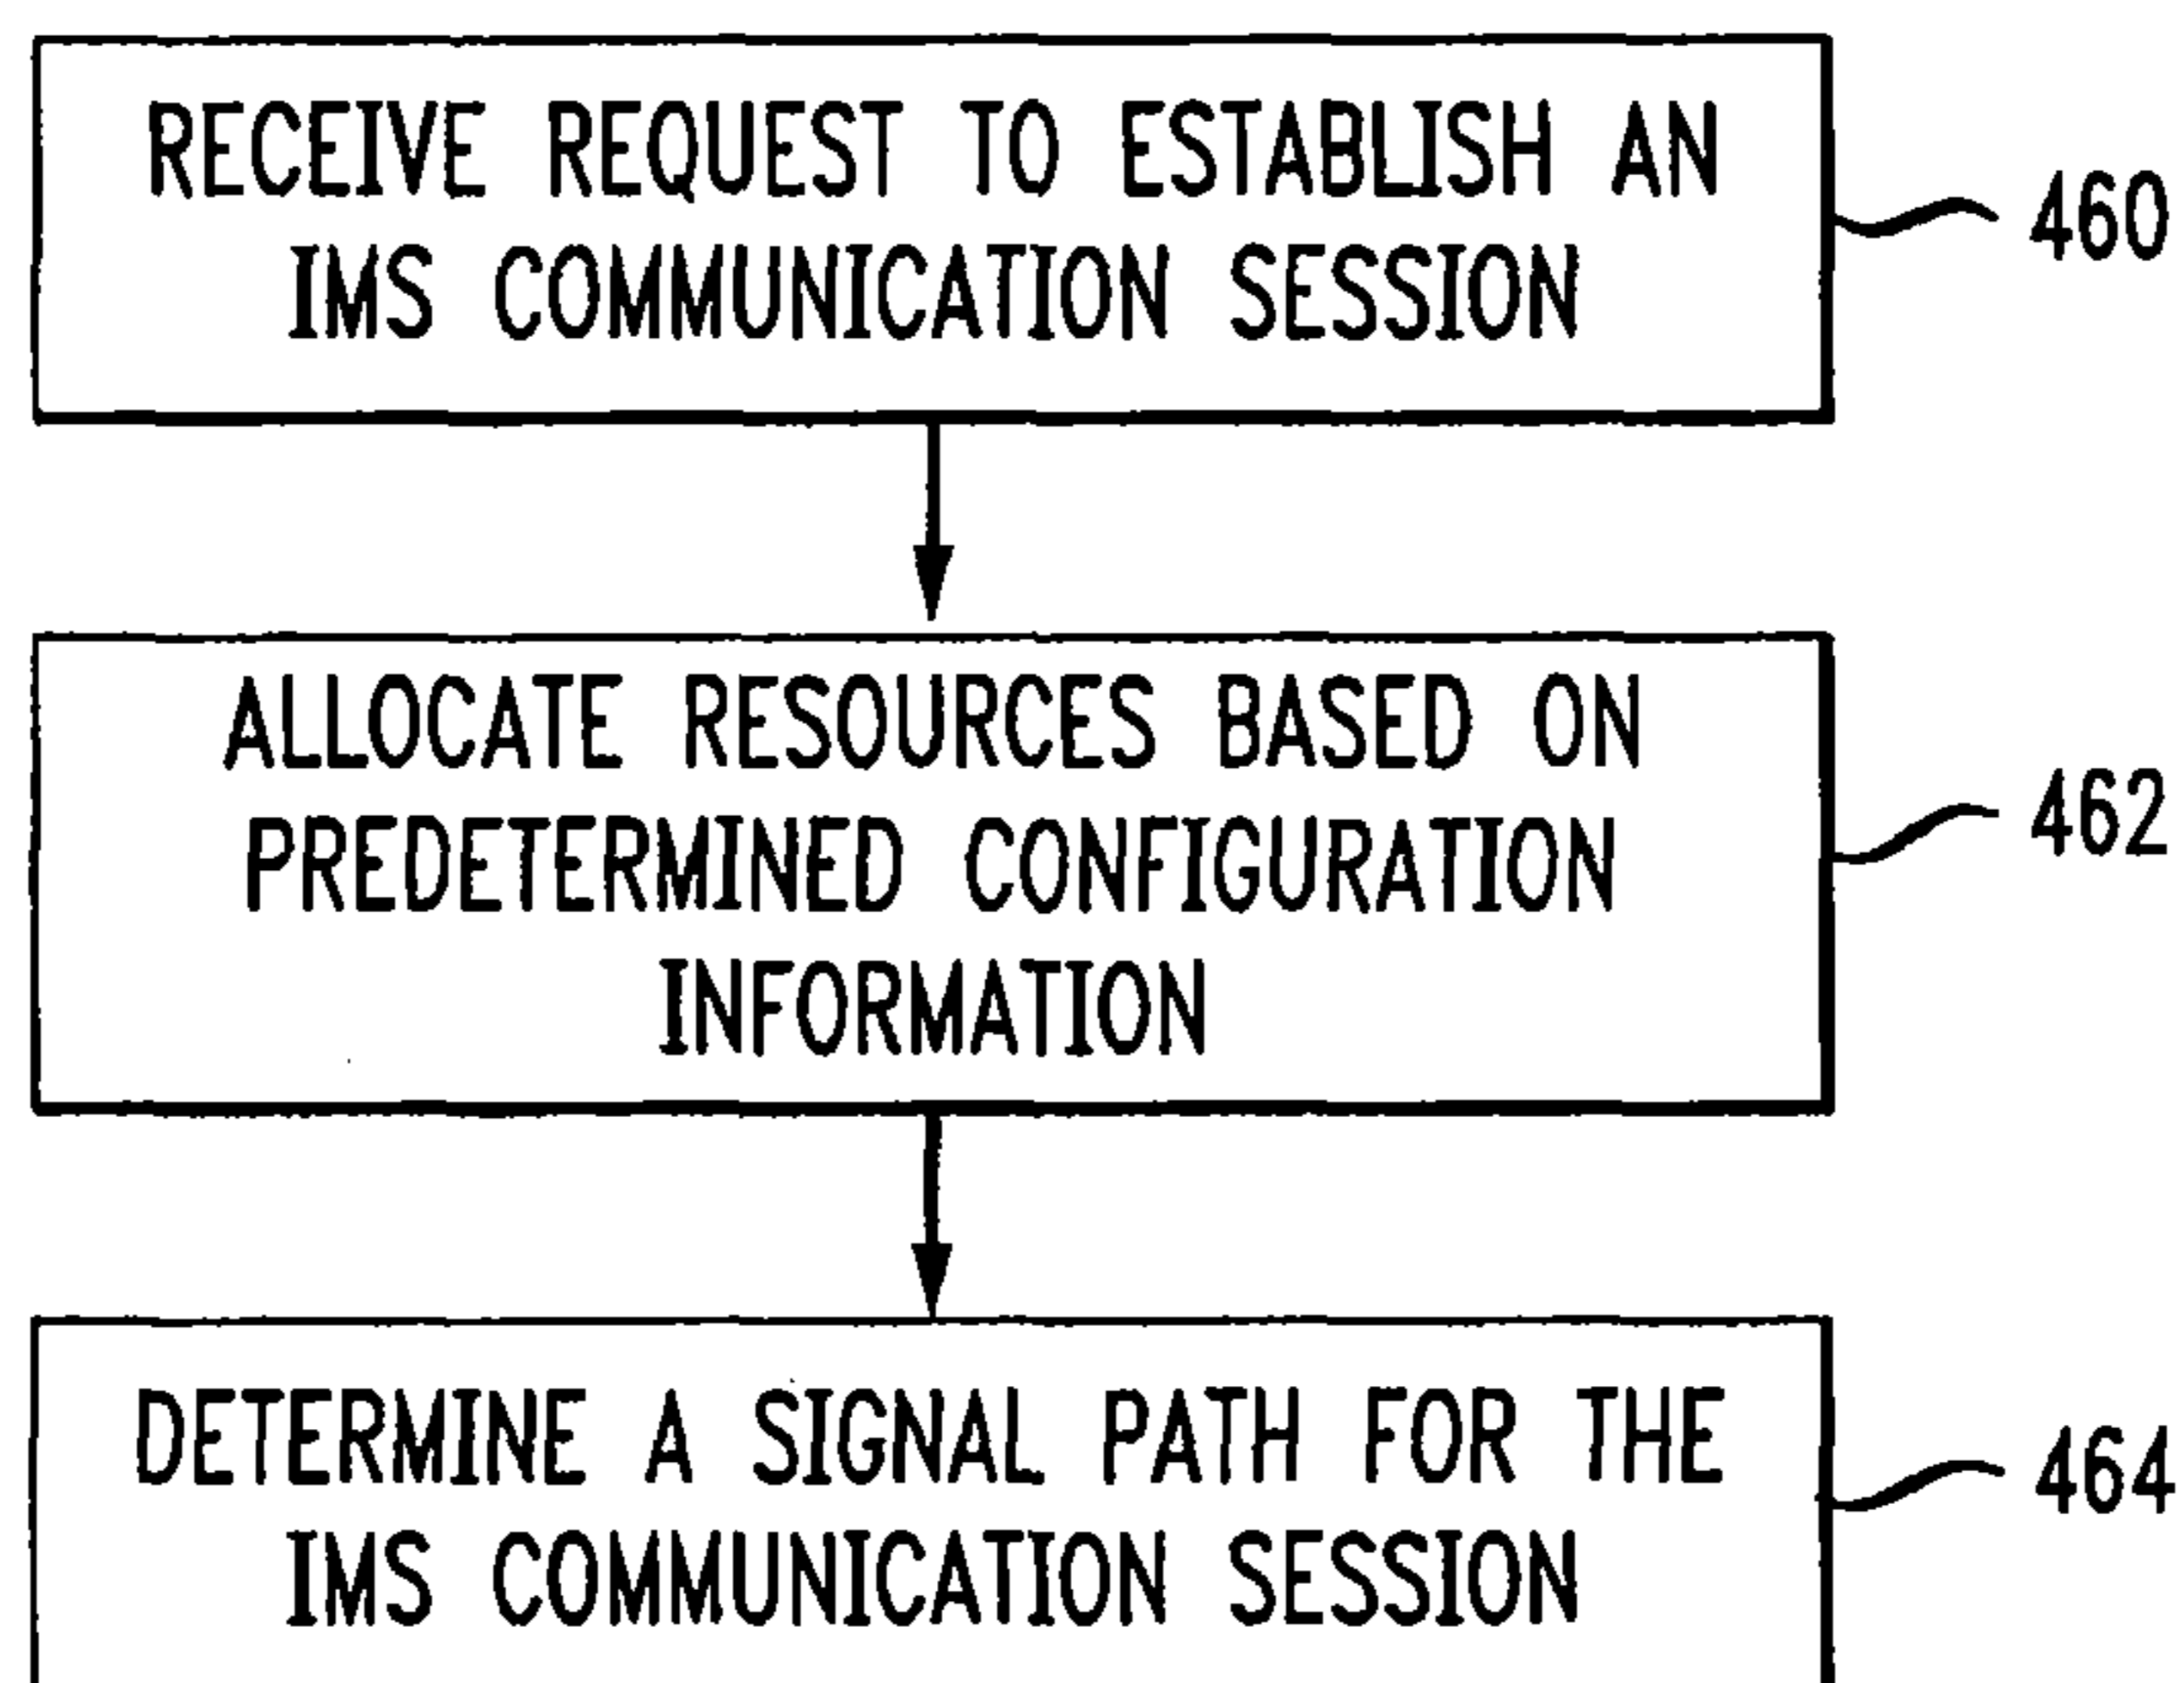 RECEIVE REQUEST TO ESTABLISH AN
IMS COMMUNICATION SESSION
460
ALLOCATE RESOURCES BASED ON
PREDETERMINED CONFIGURATION
INFORMATION
462
DETERMINE A SIGNAL PATH FOR THE
IMS COMMUNICATION SESSION
464